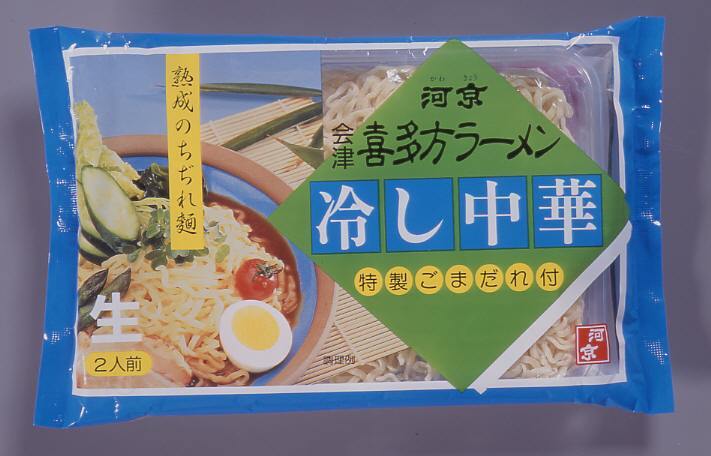 熟成のちぢれ麺
かわ きょう
河京
会津
喜多方ラーメン
冷し中華
特製ごまだれ付
生
2人前
調理例
河京